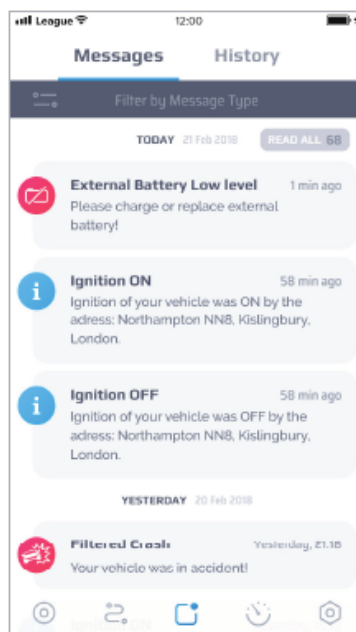 League 12:00
Messages History
Filter by Message Type
TODAY 21 Feb 2018 READ ALL 68
External Battery Low level 1 min ago
Please charge or replace external
battery!
Ignition ON 58 min ago
Ignition of your vehicle was ON by the
adress: Northampton NN8, Kislingbury,
London.
Ignition OFF 58 min ago
Ignition of your vehicle was OFF by the
adress: Northampton NN8, Kislingbury,
London.
YESTERDAY 20 Feb 2018
Filtered Crash Yesterday, 21.18
Your vehicle was in accident!
Ignition ON